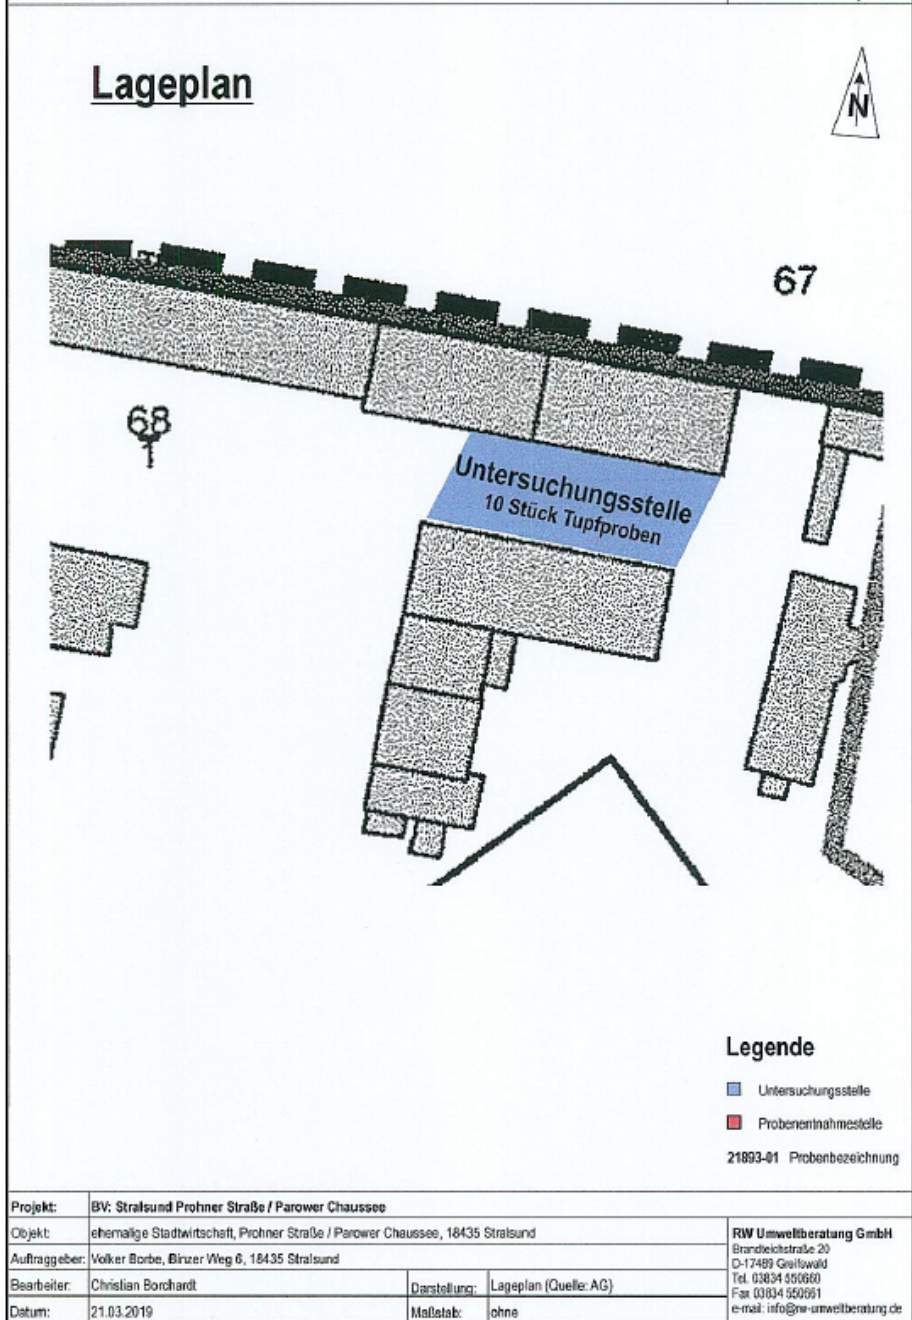 Lageplan
N
67
68
Untersuchungsstelle
10 Stück Tupfproben
Legende
Untersuchungsstelle
Probenentnahmestelle
21893-01 Probenbezeichnung
Projekt: BV: Stralsund Prohner Straße / Parower Chaussee
Objekt: ehemalige Stadtwirtschaft, Prohner Straße / Parower Chaussee, 18435 Stralsund
Auftraggeber: Volker Borbe, Binzer Weg 6, 18435 Stralsund
Bearbeiter: Christian Borchardt Darstellung: Lageplan (Quelle: AG)
Datum: 21.03.2019 Maßstab: ohne
RW Umweltberatung GmbH
Brandteichstraße 20
D-17489 Greifswald
Tel. 03834 550660
Fax 03834 550661
e-mail: info@rw-umweltberatung.de